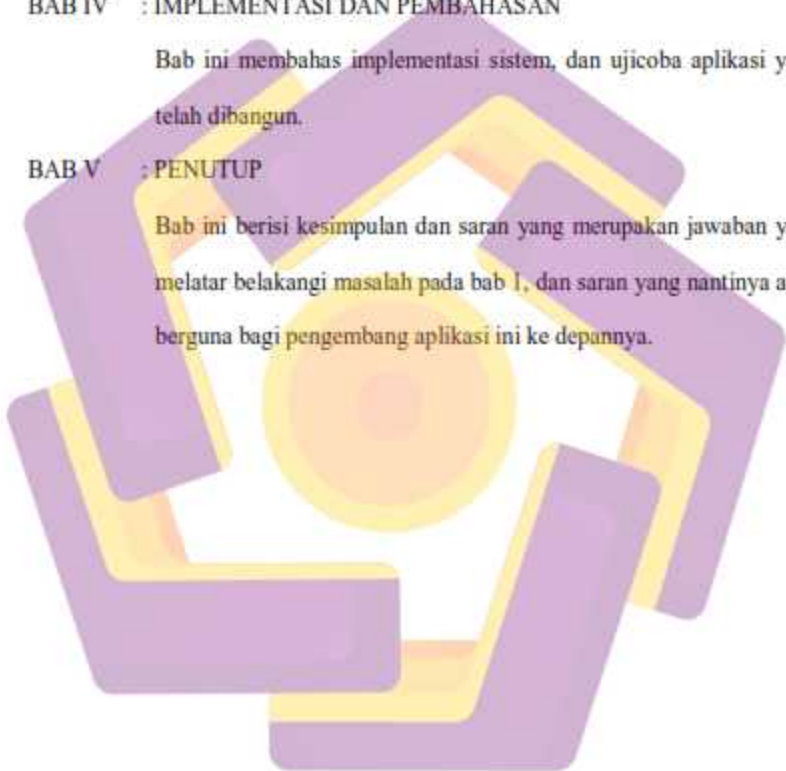 BAB IV : IMPLEMENTASI DAN PEMBAHASAN
Bab ini membahas implementasi sistem, dan ujicoba aplikasi y
telah dibangun.
BAB V : PENUTUP
Bab ini berisi kesimpulan dan saran yang merupakan jawaban y
melatar belakangi masalah pada bab 1, dan saran yang nantinya a
berguna bagi pengembang aplikasi ini ke depannya.